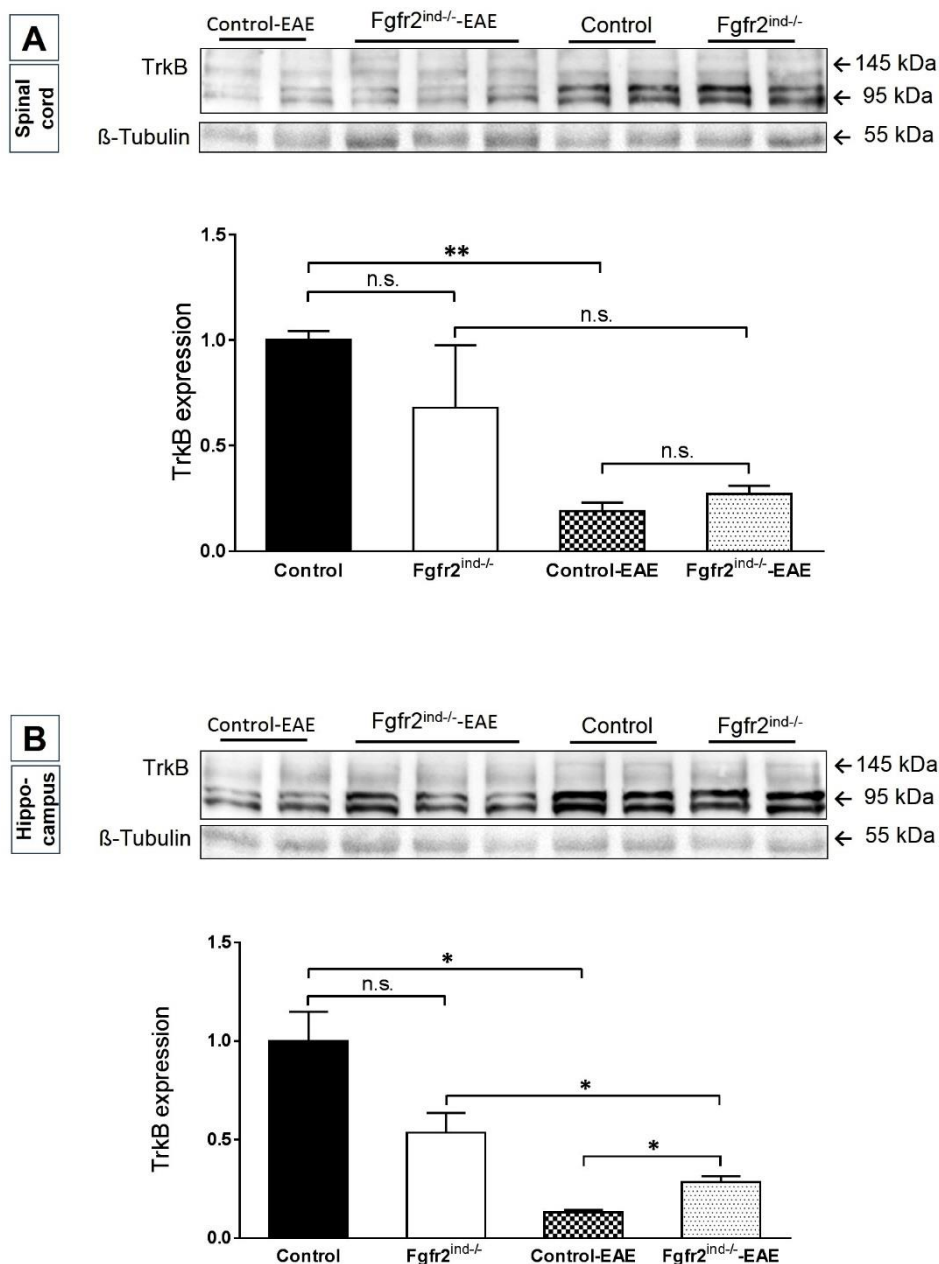 A
Spinal
cord
Control-EAE Fgfr2ind-/--EAE Control Fgfr2ind-/-
TrkB ← 145 kDa
← 95 kDa
ß-Tubulin ← 55 kDa
1.5
**
n.s.
n.s.
1.0
TrkB expression
0.5
n.s.
0.0
Control Fgfr2ind-/- Control-EAE Fgfr2ind-/--EAE
B
Hippo-
campus
Control-EAE Fgfr2ind-/--EAE Control Fgfr2ind-/-
TrkB ← 145 kDa
← 95 kDa
ß-Tubulin ← 55 kDa
1.5
*
n.s.
1.0
TrkB expression
*
0.5
*
0.0
Control Fgfr2ind-/- Control-EAE Fgfr2ind-/--EAE